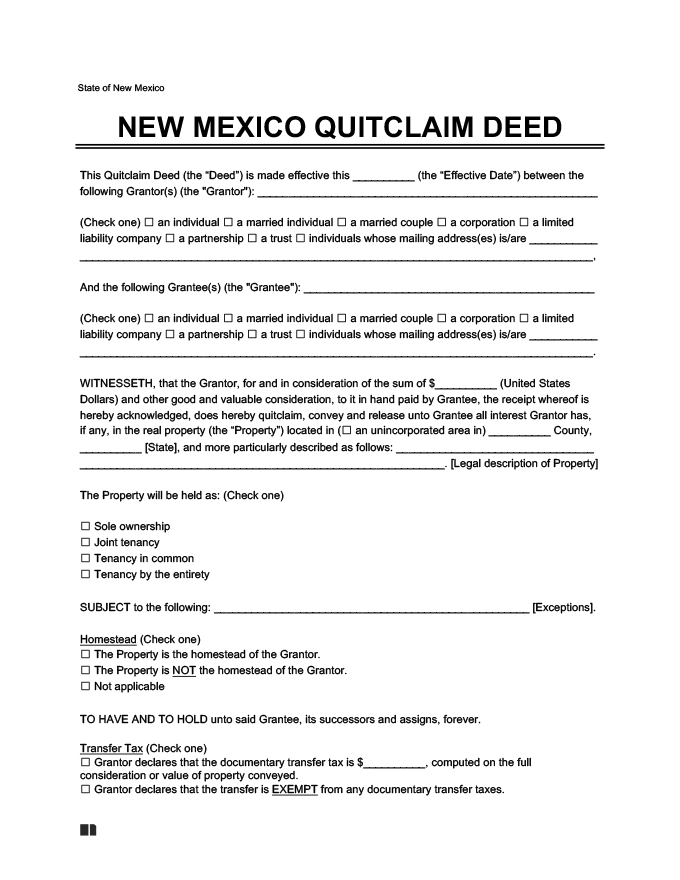 State of New Mexico
NEW MEXICO QUITCLAIM DEED
This Quitclaim Deed (the “Deed”) is made effective this __________ (the “Effective Date”) between the
following Grantor(s) (the "Grantor"): ________________________________________________________
(Check one) ☐ an individual ☐ a married individual ☐ a married couple ☐ a corporation ☐ a limited
liability company ☐ a partnership ☐ a trust ☐ individuals whose mailing address(es) is/are ___________
_____________________________________________________________________________________,
And the following Grantee(s) (the "Grantee"): ________________________________________________
(Check one) ☐ an individual ☐ a married individual ☐ a married couple ☐ a corporation ☐ a limited
liability company ☐ a partnership ☐ a trust ☐ individuals whose mailing address(es) is/are ___________
_____________________________________________________________________________________.
WITNESSETH, that the Grantor, for and in consideration of the sum of $__________ (United States
Dollars) and other good and valuable consideration, to it in hand paid by Grantee, the receipt whereof is
hereby acknowledged, does hereby quitclaim, convey and release unto Grantee all interest Grantor has,
if any, in the real property (the “Property”) located in (☐ an unincorporated area in) __________ County,
__________ [State], and more particularly described as follows: _________________________________
____________________________________________________________. [Legal description of Property]
The Property will be held as: (Check one)
☐ Sole ownership
☐ Joint tenancy
☐ Tenancy in common
☐ Tenancy by the entirety
SUBJECT to the following: ____________________________________________________ [Exceptions].
Homestead (Check one)
☐ The Property is the homestead of the Grantor.
☐ The Property is NOT the homestead of the Grantor.
☐ Not applicable
TO HAVE AND TO HOLD unto said Grantee, its successors and assigns, forever.
Transfer Tax (Check one)
☐ Grantor declares that the documentary transfer tax is $__________, computed on the full
consideration or value of property conveyed.
☐ Grantor declares that the transfer is EXEMPT from any documentary transfer taxes.